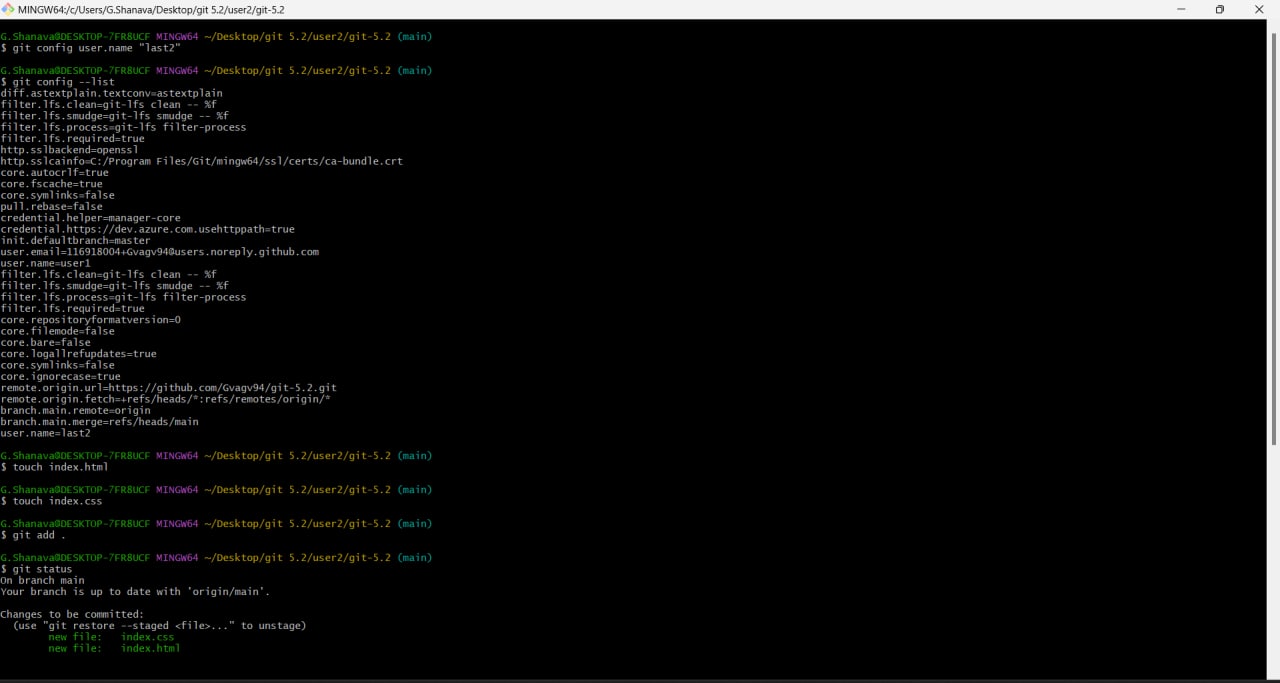 MINGW64:/c/Users/G.Shanava/Desktop/git 5.2/user2/git-5.2
G.Shanava@DESKTOP-7FR8UCF MINGW64 ~/Desktop/git 5.2/user2/git-5.2 (main)
$ git config user.name "last2"
G.Shanava@DESKTOP-7FR8UCF MINGW64 ~/Desktop/git 5.2/user2/git-5.2 (main)
$ git config --list
diff.astextplain.textconv=astextplain
filter.lfs.clean=git-lfs clean -- %f
filter.lfs.smudge=git-lfs smudge -- %f
filter.lfs.process=git-lfs filter-process
filter.lfs.required=true
http.sslbackend=openssl
http.sslcainfo=C:/Program Files/Git/mingw64/ssl/certs/ca-bundle.crt
core.autocrlf=true
core.fscache=true
core.symlinks=false
pull.rebase=false
credential.helper=manager-core
credential.https://dev.azure.com.usehttppath=true
init.defaultbranch=master
user.email=116918004+Gvagv94@users.noreply.github.com
user.name=user1
filter.lfs.clean=git-lfs clean -- %f
filter.lfs.smudge=git-lfs smudge -- %f
filter.lfs.process=git-lfs filter-process
filter.lfs.required=true
core.repositoryformatversion=0
core.filemode=false
core.bare=false
core.logallrefupdates=true
core.symlinks=false
core.ignorecase=true
remote.origin.url=https://github.com/Gvagv94/git-5.2.git
remote.origin.fetch=+refs/heads/*:refs/remotes/origin/*
branch.main.remote=origin
branch.main.merge=refs/heads/main
user.name=last2
G.Shanava@DESKTOP-7FR8UCF MINGW64 ~/Desktop/git 5.2/user2/git-5.2 (main)
$ touch index.html
G.Shanava@DESKTOP-7FR8UCF MINGW64 ~/Desktop/git 5.2/user2/git-5.2 (main)
$ touch index.css
G.Shanava@DESKTOP-7FR8UCF MINGW64 ~/Desktop/git 5.2/user2/git-5.2 (main)
$ git add .
G.Shanava@DESKTOP-7FR8UCF MINGW64 ~/Desktop/git 5.2/user2/git-5.2 (main)
$ git status
On branch main
Your branch is up to date with 'origin/main'.
Changes to be committed:
(use "git restore --staged <file>..." to unstage)
new file: index.css
new file: index.html